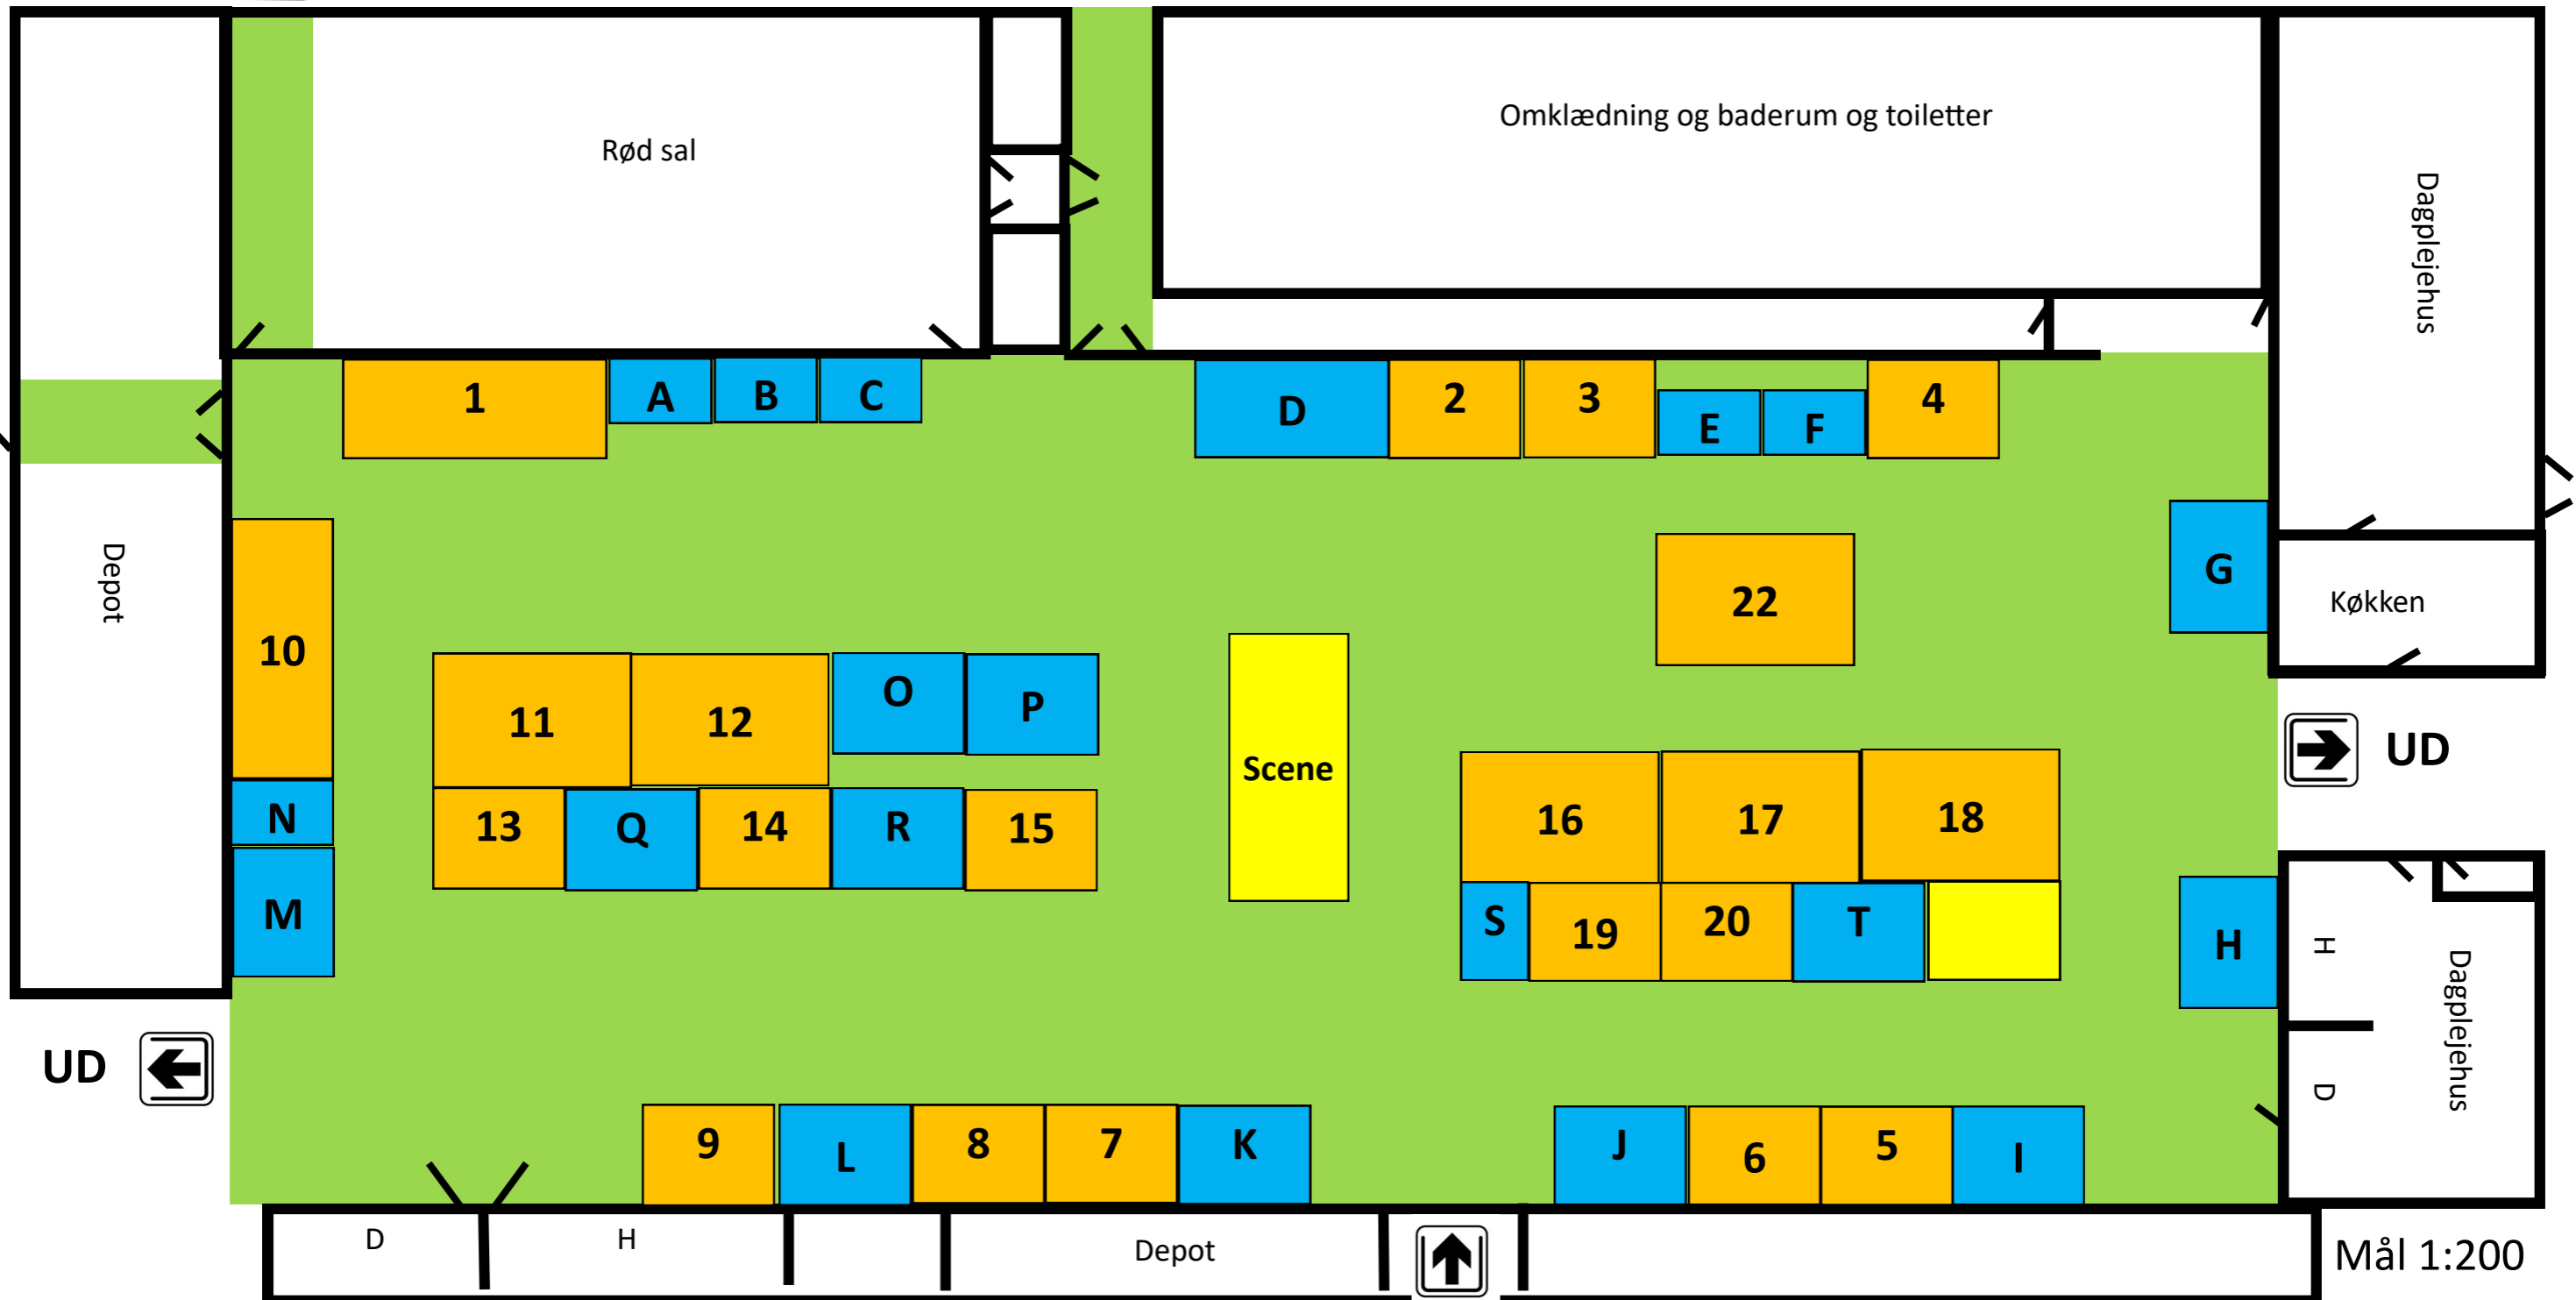 Rød sal
Omklædning og baderum og toiletter
Dagplejehus
1
A
B
C
D
2
3
E
F
4
G
Køkken
Depot
10
22
11
12
O
P
Scene
UD
N
13
Q
14
R
15
16
17
18
M
S
19
20
T
H
H
Dagplejehus
D
UD
9
L
8
7
K
J
6
5
I
D
H
Depot
Mål 1:200